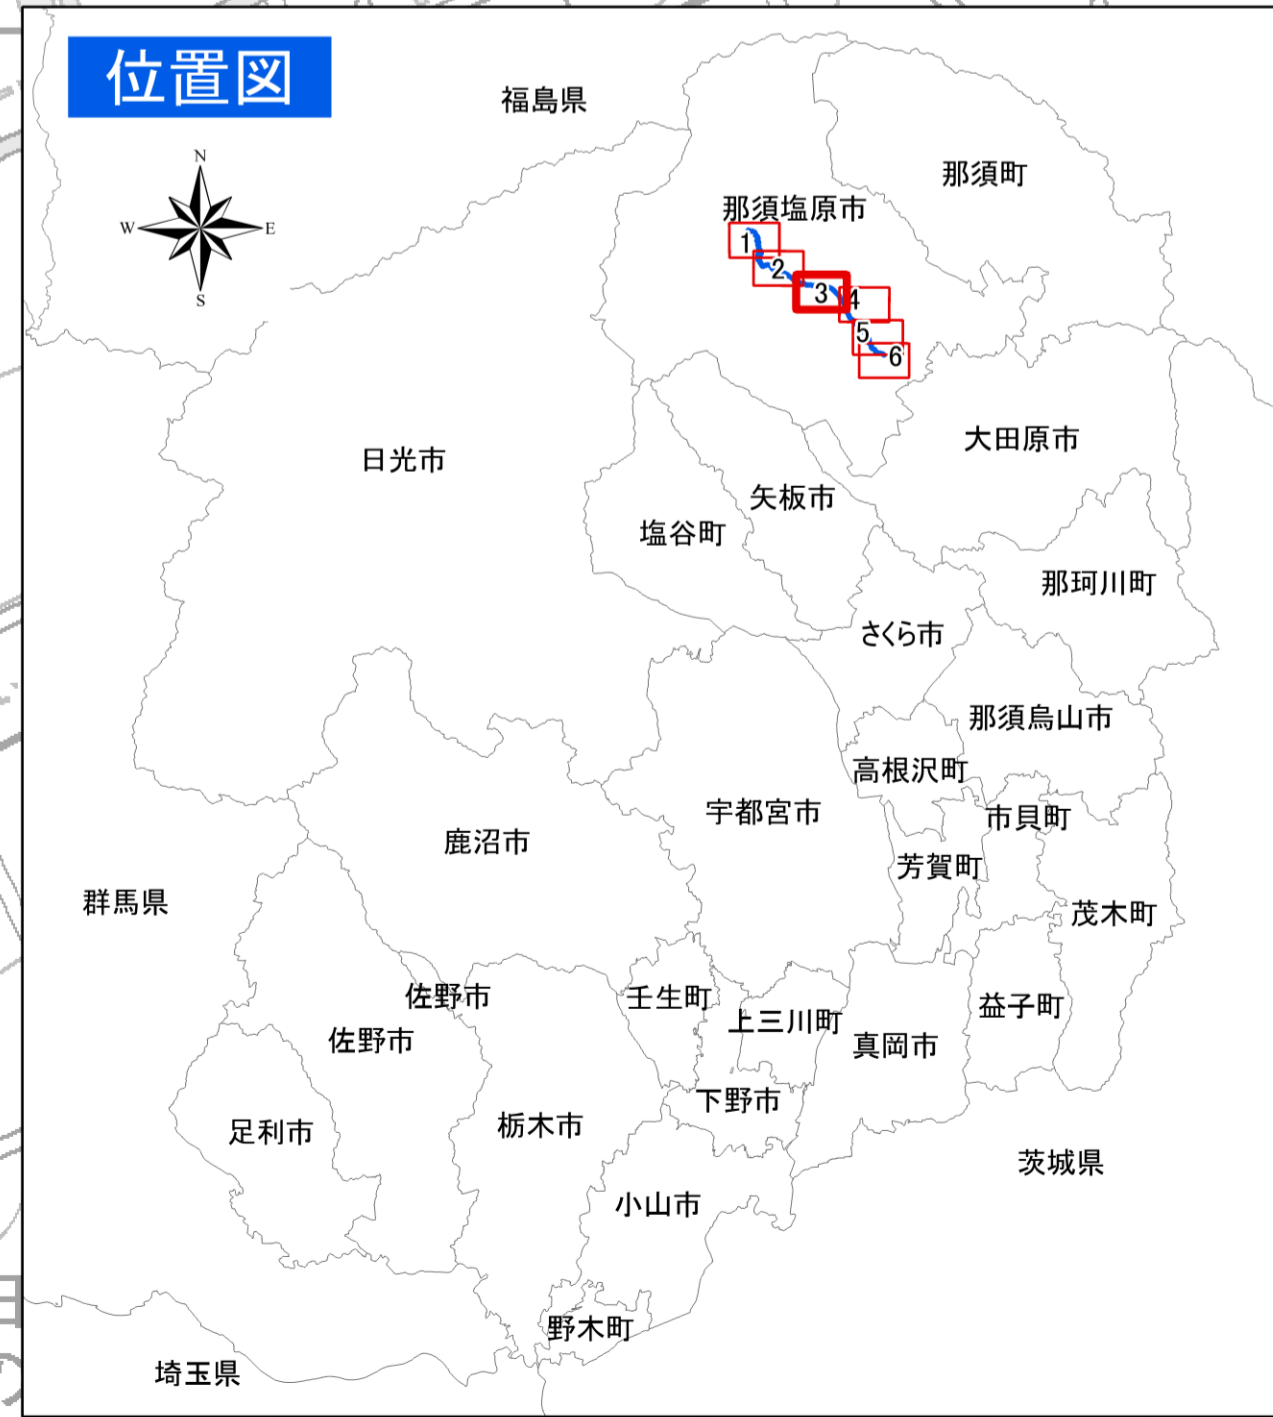 位置図
福島県
N
W
E
S
那須町
那須塩原市
1
2
3
4
5
6
大田原市
日光市
矢板市
塩谷町
那珂川町
さくら市
那須烏山市
高根沢町
宇都宮市
市貝町
鹿沼市
芳賀町
群馬県
茂木町
佐野市
壬生町
益子町
上三川町
佐野市
真岡市
下野市
足利市
栃木市
茨城県
小山市
野木町
埼玉県